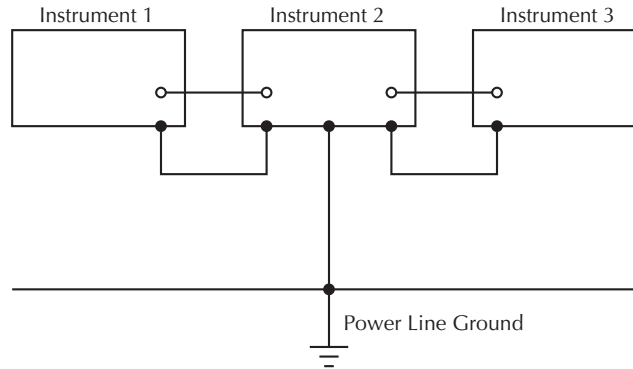 Instrument 1
Instrument 2
Instrument 3
Power Line Ground